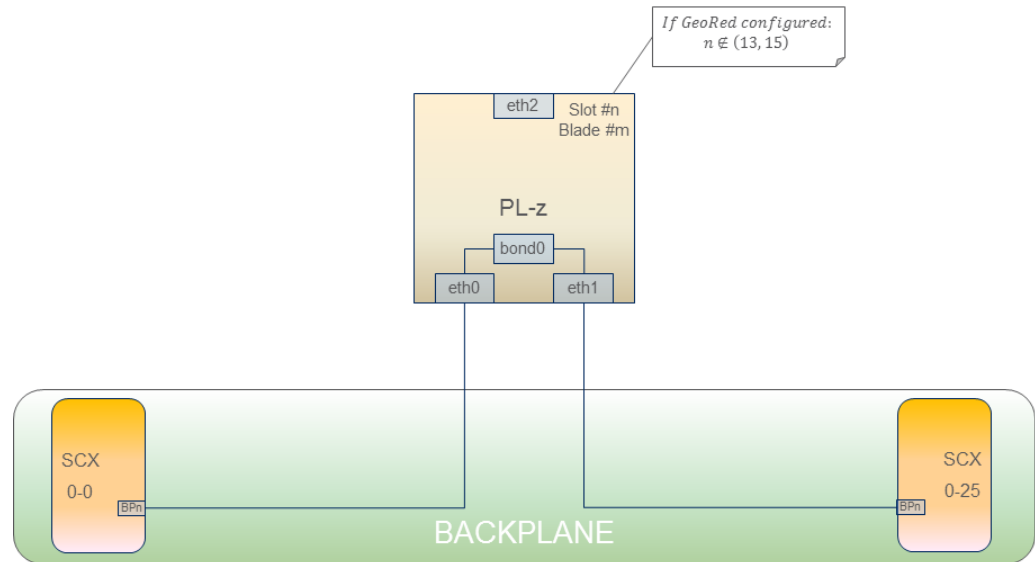 If GeoRed configured:
n ∉ (13, 15)
eth2
Slot #n
Blade #m
PL-z
bond0
eth0
eth1
SCX
0-0
BPn
SCX
0-25
BPn
BACKPLANE